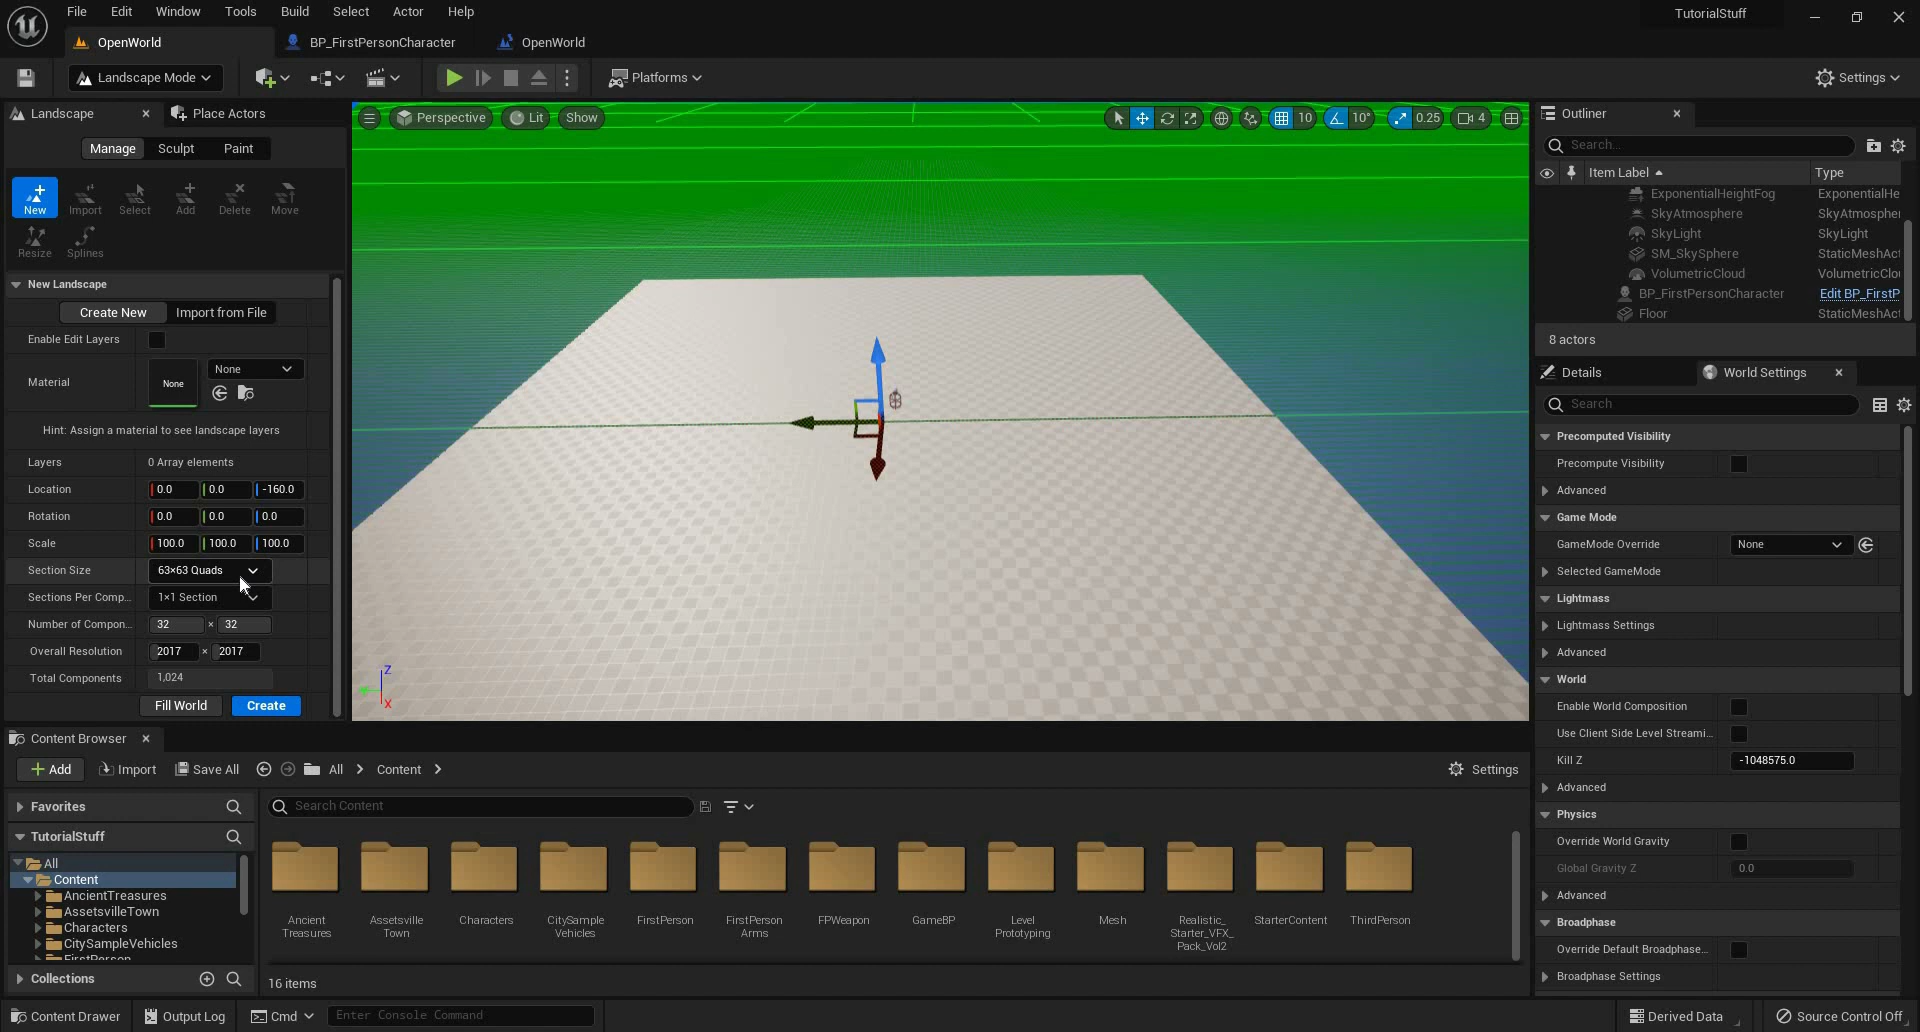 File Edit Window Tools Build Select Actor Help
TutorialStuff
OpenWorld
BP_FirstPersonCharacter
OpenWorld
Landscape Mode
Platforms
Settings
Landscape
Place Actors
Manage Sculpt Paint
New Import Select Add Delete Move
Resize Splines
New Landscape
Create New Import from File
Enable Edit Layers
Material
None
None
Hint: Assign a material to see landscape layers
Layers 0 Array elements
Location 0.0 0.0 -160.0
Rotation 0.0 0.0 0.0
Scale 100.0 100.0 100.0
Section Size 63×63 Quads
Sections Per Comp... 1×1 Section
Number of Compon... 32 × 32
Overall Resolution 2017 × 2017
Total Components 1,024
Fill World Create
Perspective Lit Show
10 10° 0.25 4
Z
X
Outliner
Search...
Item Label Type
ExponentialHeightFog ExponentialHe
SkyAtmosphere SkyAtmospher
SkyLight SkyLight
SM_SkySphere StaticMeshAct
VolumetricCloud VolumetricClou
BP_FirstPersonCharacter Edit BP_FirstP
Floor StaticMeshAct
8 actors
Details
World Settings
Search
Precomputed Visibility
Precompute Visibility
Advanced
Game Mode
GameMode Override None
Selected GameMode
Lightmass
Lightmass Settings
Advanced
World
Enable World Composition
Use Client Side Level Streami...
Kill Z -1048575.0
Advanced
Physics
Override World Gravity
Global Gravity Z 0.0
Advanced
Broadphase
Override Default Broadphase...
Broadphase Settings
Content Browser
Add Import Save All All Content Settings
Favorites
Search Content
TutorialStuff
All
Content
AncientTreasures
AssetsvilleTown
Characters
CitySampleVehicles
FirstPerson
Collections
Ancient
Treasures
Assetsville
Town
Characters
CitySample
Vehicles
FirstPerson
FirstPerson
Arms
FPWeapon
GameBP
Level
Prototyping
Mesh
Realistic_
Starter_VFX_
Pack_Vol2
StarterContent
ThirdPerson
16 items
Content Drawer Output Log Cmd Enter Console Command
Derived Data Source Control Off